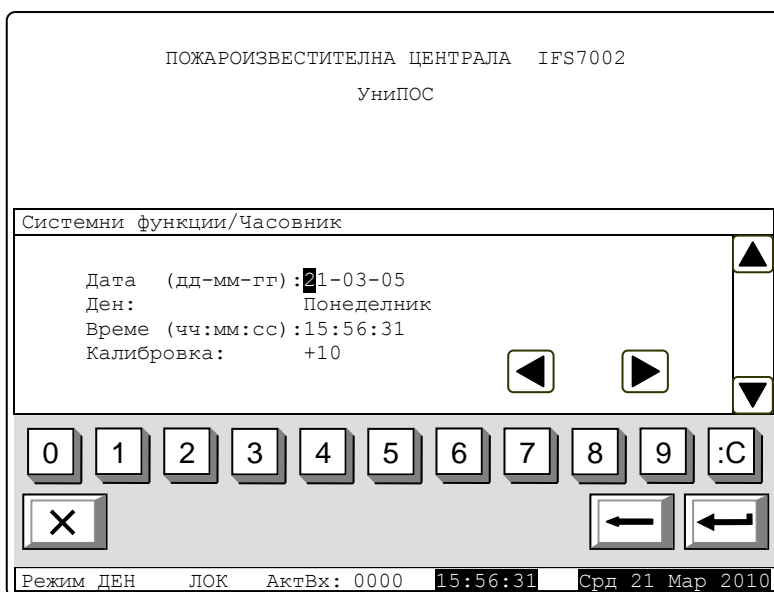 ПОЖАРОИЗВЕСТИТЕЛНА ЦЕНТРАЛА IFS7002
УниПОС
Системни функции/Часовник
Дата (дд-мм-гг):21-03-05
Ден: Понеделник
Време (чч:мм:сс):15:56:31
Калибровка: +10
0 1 2 3 4 5 6 7 8 9 :C
Режим ДЕН ЛОК АктВх: 0000 15:56:31 Срд 21 Мар 2010